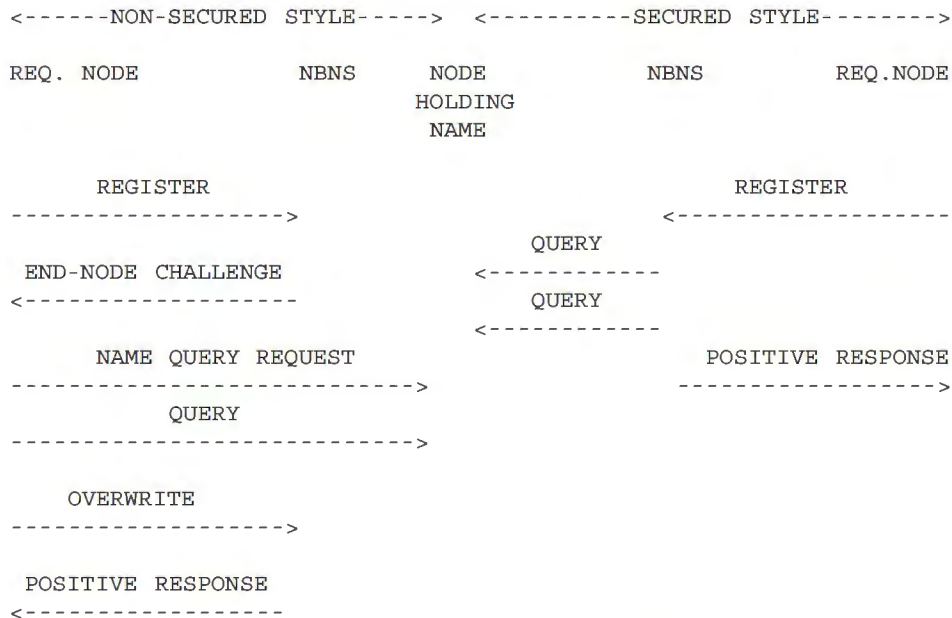 <------NON-SECURED STYLE-----> <----------SECURED STYLE-------->
REQ. NODE NBNS NODE NBNS REQ.NODE
HOLDING
NAME
REGISTER REGISTER
-------------------> <-------------------
QUERY
END-NODE CHALLENGE <-------------
<-------------------- QUERY
<-------------
NAME QUERY REQUEST POSITIVE RESPONSE
----------------------------> ------------------->
QUERY
---------------------------->
OVERWRITE
------------------->
POSITIVE RESPONSE
<-------------------